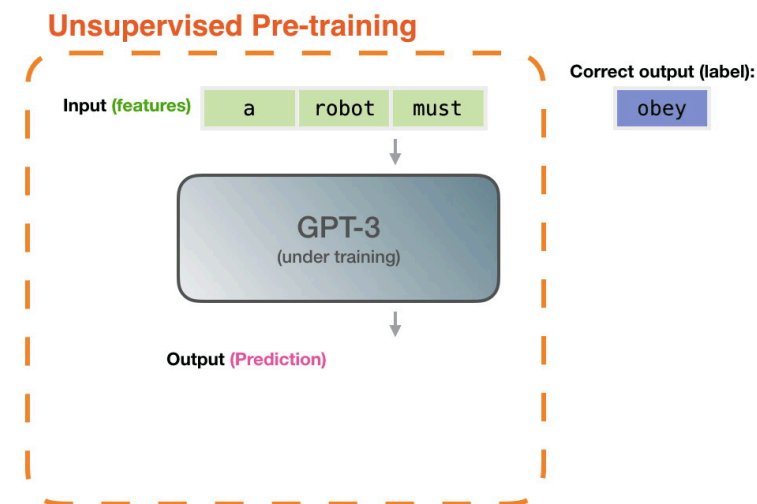 Unsupervised Pre-training
Correct output (label):
Input (features) a robot must
obey
GPT-3
(under training)
Output (Prediction)